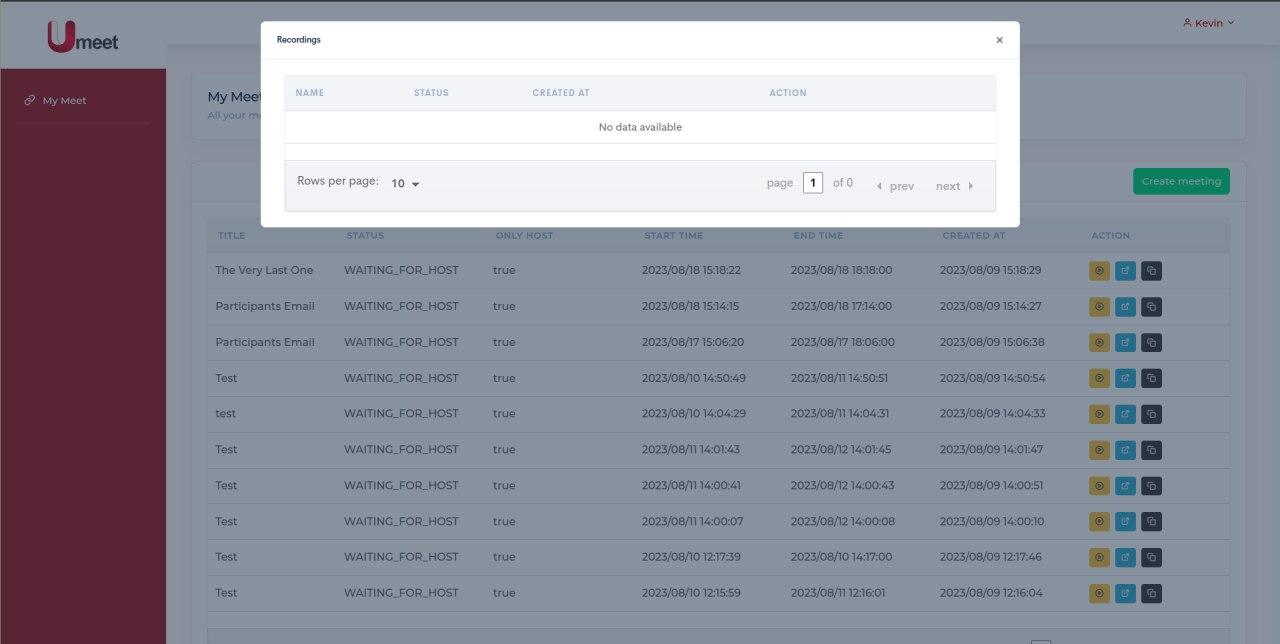 Umeet
Kevin
My Meet
My Meet
All your m
Recordings
×
NAME STATUS CREATED AT ACTION
No data available
Rows per page: 10
page 1 of 0 prev next
Create meeting
TITLE STATUS ONLY HOST START TIME END TIME CREATED AT ACTION
The Very Last One WAITING_FOR_HOST true 2023/08/18 15:18:22 2023/08/18 18:18:00 2023/08/09 15:18:29
Participants Email WAITING_FOR_HOST true 2023/08/18 15:14:15 2023/08/18 17:14:00 2023/08/09 15:14:27
Participants Email WAITING_FOR_HOST true 2023/08/17 15:06:20 2023/08/17 18:06:00 2023/08/09 15:06:38
Test WAITING_FOR_HOST true 2023/08/10 14:50:49 2023/08/11 14:50:51 2023/08/09 14:50:54
test WAITING_FOR_HOST true 2023/08/10 14:04:29 2023/08/11 14:04:31 2023/08/09 14:04:33
Test WAITING_FOR_HOST true 2023/08/11 14:01:43 2023/08/12 14:01:45 2023/08/09 14:01:47
Test WAITING_FOR_HOST true 2023/08/11 14:00:41 2023/08/12 14:00:43 2023/08/09 14:00:51
Test WAITING_FOR_HOST true 2023/08/11 14:00:07 2023/08/12 14:00:08 2023/08/09 14:00:10
Test WAITING_FOR_HOST true 2023/08/10 12:17:39 2023/08/10 14:17:00 2023/08/09 12:17:46
Test WAITING_FOR_HOST true 2023/08/10 12:15:59 2023/08/11 12:16:01 2023/08/09 12:16:04